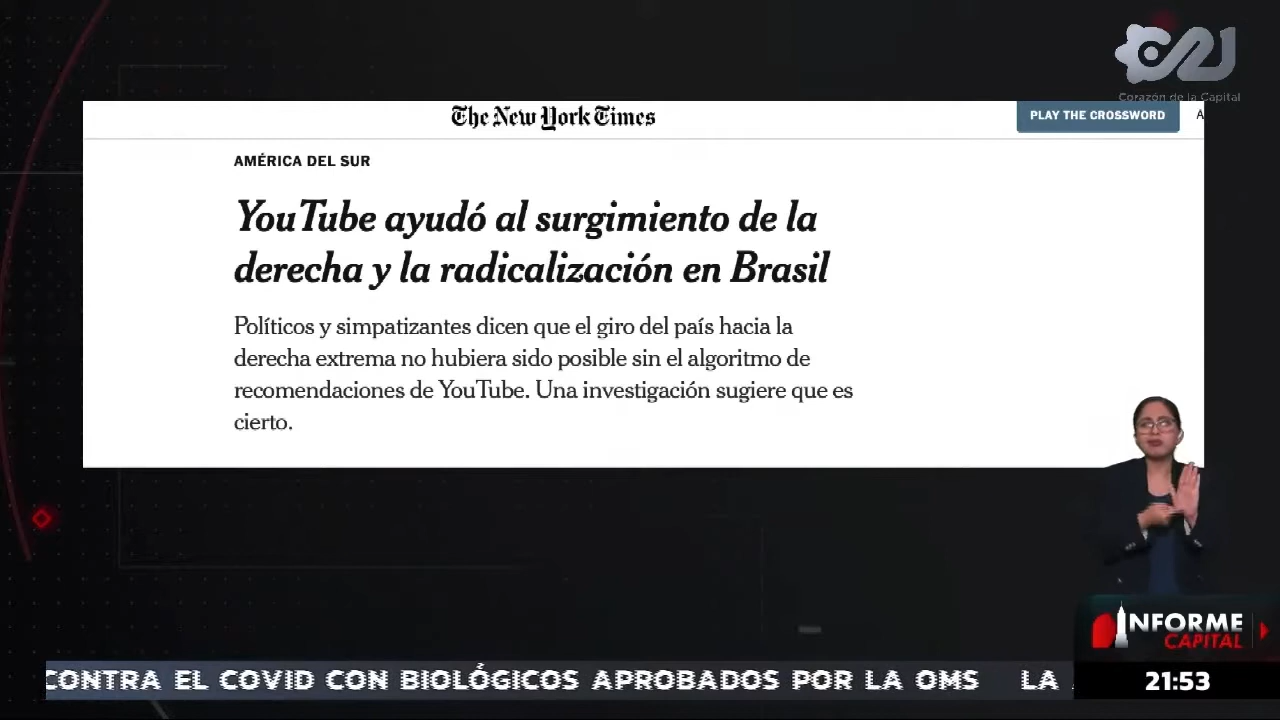 C21
Corazón de la Capital
The New York Times
PLAY THE CROSSWORD
A
AMÉRICA DEL SUR
YouTube ayudó al surgimiento de la
derecha y la radicalización en Brasil
Políticos y simpatizantes dicen que el giro del país hacia la
derecha extrema no hubiera sido posible sin el algoritmo de
recomendaciones de YouTube. Una investigación sugiere que es
cierto.
INFORME
CAPITAL
CONTRA EL COVID CON BIOLÓGICOS APROBADOS POR LA OMS LA
21:53